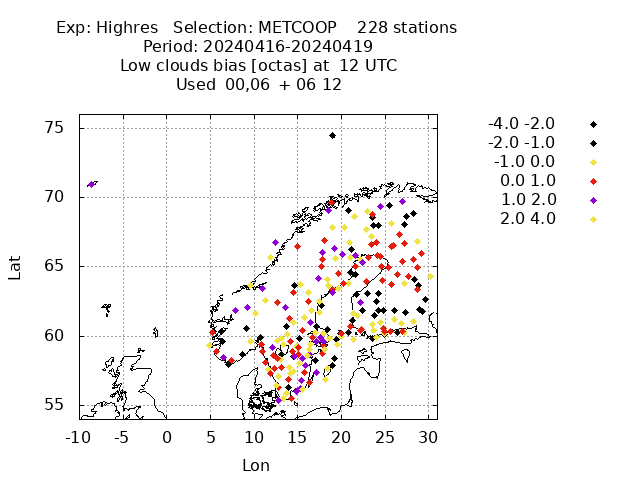 Exp: Highres   Selection: METCOOP    228 stations
Period: 20240416-20240419
Low clouds bias [octas] at  12 UTC
Used  00,06  + 06 12
-4.0 -2.0
-2.0 -1.0
-1.0 0.0
0.0 1.0
1.0 2.0
2.0 4.0
75
70
65
60
55
Lat
-10 -5 0 5 10 15 20 25 30
Lon